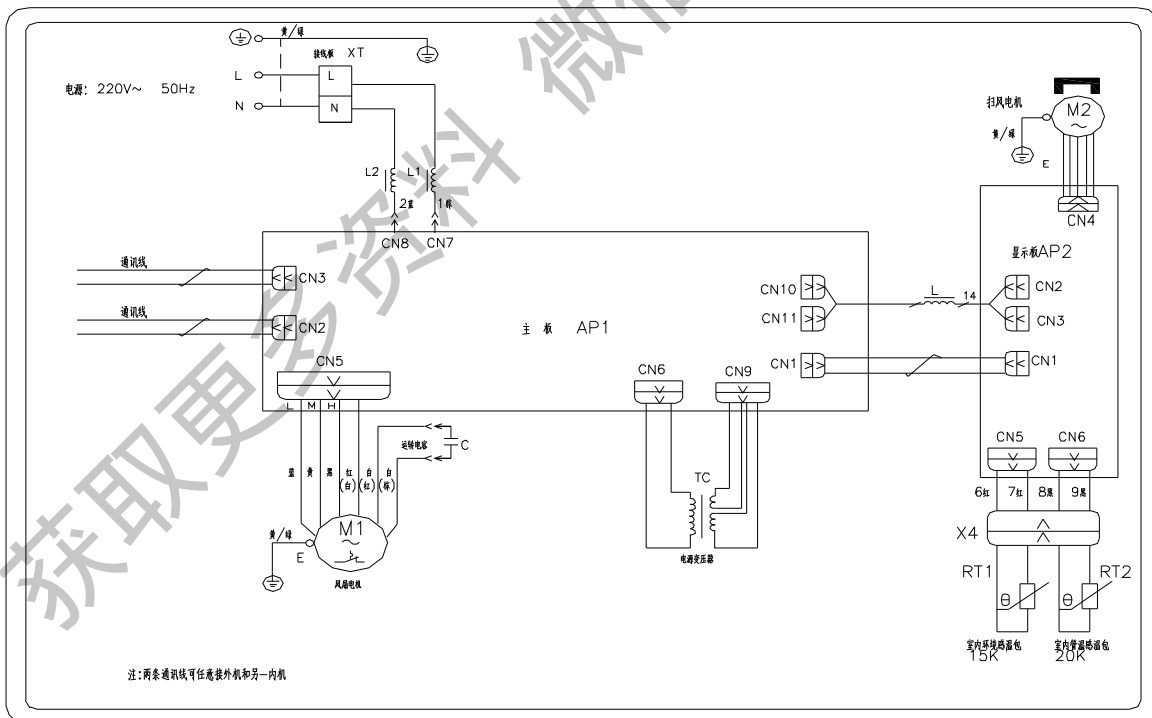 黄/绿
接线板 XT
L
L
N
N
电源: 220V~ 50Hz
扫风电机
M2
~
黄/绿
E
CN4
L2
L1
2蓝
1棕
CN8
CN7
显示板AP2
通讯线
CN3
通讯线
CN2
主 板 AP1
CN10
CN11
CN1
L
14
CN2
CN3
CN1
CN5
L
M
H
CN6
CN9
运转电容
C
蓝
黄
黑
红(白)
白(红)
白(棕)
TC
电源变压器
黄/绿
E
M1
~
风扇电机
CN5
CN6
6红
7红
8黑
9黑
X4
RT1
θ
θ
RT2
室内环境感温包
15K
室内管温感温包
20K
注:两条通讯线可任意接外机和另一内机
获取更多资料 微